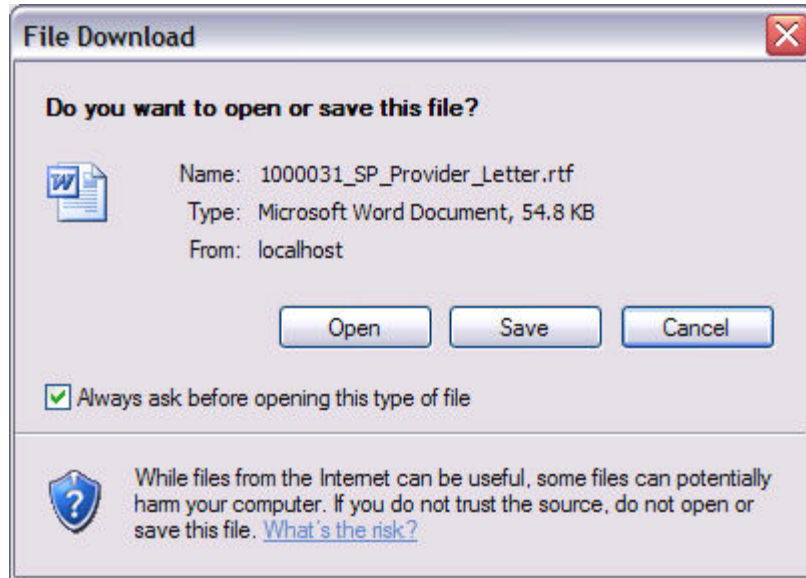 File Download
Do you want to open or save this file?
Name: 1000031_SP_Provider_Letter.rtf
Type: Microsoft Word Document, 54.8 KB
From: localhost
Open Save Cancel
Always ask before opening this type of file
While files from the Internet can be useful, some files can potentially
harm your computer. If you do not trust the source, do not open or
save this file. What's the risk?